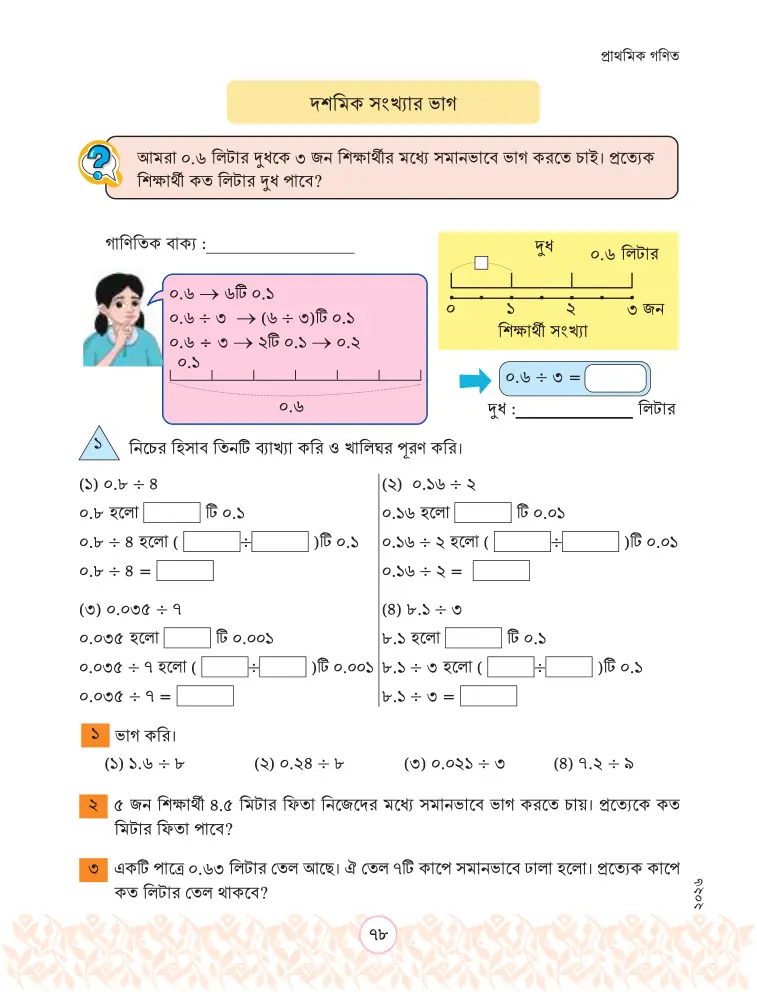 প্রাথমিক গণিত
দশমিক সংখ্যার ভাগ
আমরা ০.৬ লিটার দুধকে ৩ জন শিক্ষার্থীর মধ্যে সমানভাবে ভাগ করতে চাই। প্রত্যেক
শিক্ষার্থী কত লিটার দুধ পাবে?
গাণিতিক বাক্য :
০.৬ → ৬টি ০.১
০.৬ ÷ ৩ → (৬ ÷ ৩)টি ০.১
০.৬ ÷ ৩ → ২টি ০.১ → ০.২
০.১
০.৬
দুধ
০.৬ লিটার
০ ১ ২ ৩ জন
শিক্ষার্থী সংখ্যা
০.৬ ÷ ৩ =
দুধ : লিটার
১ নিচের হিসাব তিনটি ব্যাখ্যা করি ও খালিঘর পূরণ করি।
(১) ০.৮ ÷ ৪
০.৮ হলো টি ০.১
০.৮ ÷ ৪ হলো ( ÷ )টি ০.১
০.৮ ÷ ৪ =
(২) ০.১৬ ÷ ২
০.১৬ হলো টি ০.০১
০.১৬ ÷ ২ হলো ( ÷ )টি ০.০১
০.১৬ ÷ ২ =
(৩) ০.০৩৫ ÷ ৭
০.০৩৫ হলো টি ০.০০১
০.০৩৫ ÷ ৭ হলো ( ÷ )টি ০.০০১
০.০৩৫ ÷ ৭ =
(৪) ৮.১ ÷ ৩
৮.১ হলো টি ০.১
৮.১ ÷ ৩ হলো ( ÷ )টি ০.১
৮.১ ÷ ৩ =
১ ভাগ করি।
(১) ১.৬ ÷ ৮ (২) ০.২৪ ÷ ৮ (৩) ০.০২১ ÷ ৩ (৪) ৭.২ ÷ ৯
২ ৫ জন শিক্ষার্থী ৪.৫ মিটার ফিতা নিজেদের মধ্যে সমানভাবে ভাগ করতে চায়। প্রত্যেকে কত
মিটার ফিতা পাবে?
৩ একটি পাত্রে ০.৬৩ লিটার তেল আছে। ঐ তেল ৭টি কাপে সমানভাবে ঢালা হলো। প্রত্যেক কাপে
কত লিটার তেল থাকবে?
২০২৬
৭৮